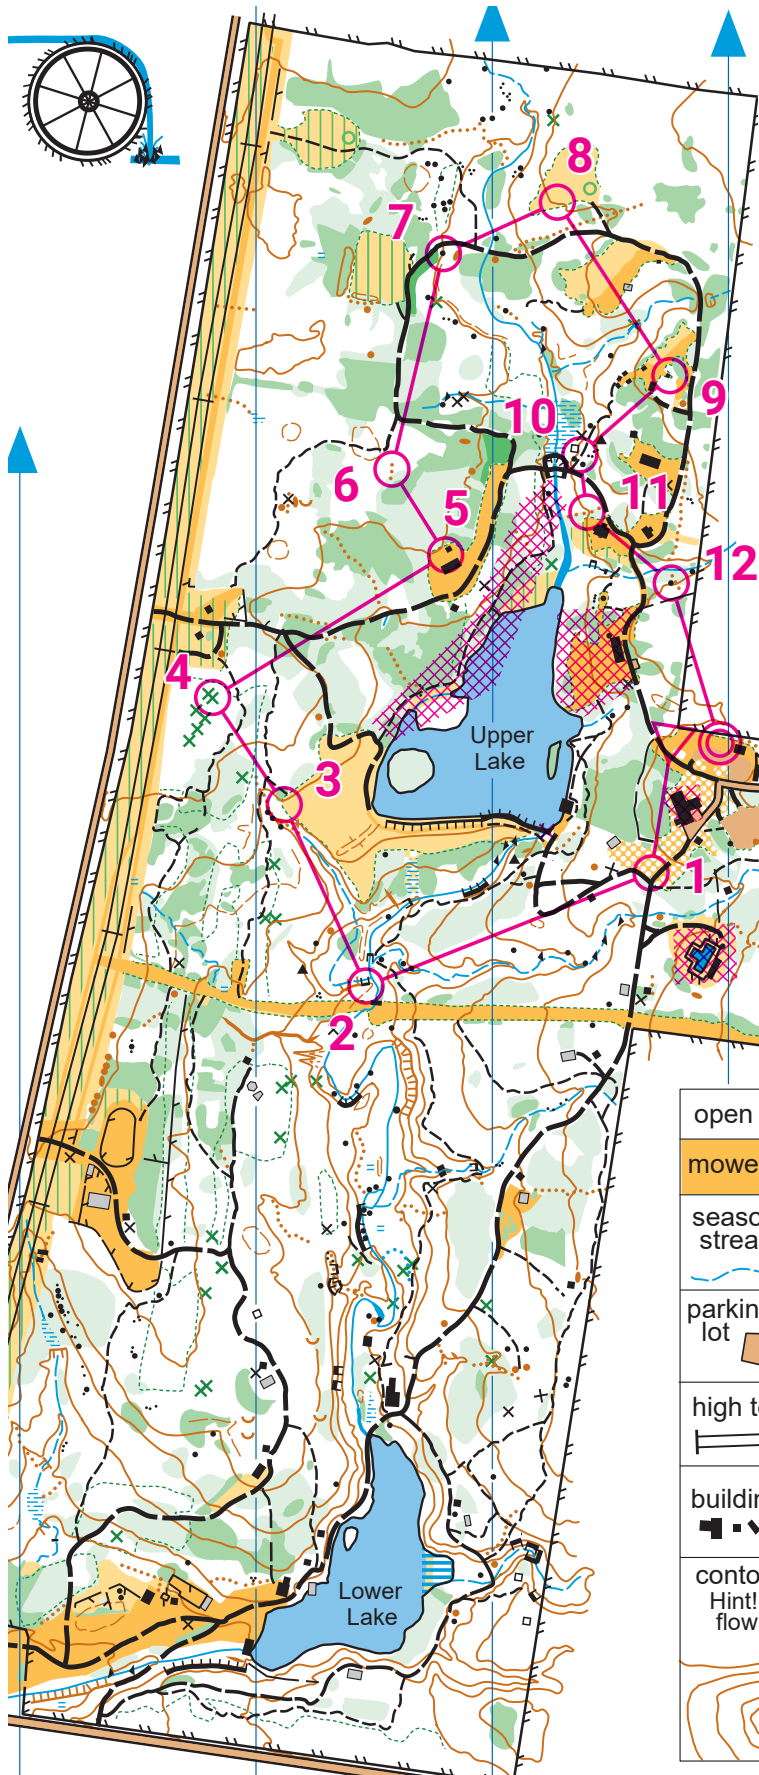 8
7
9
10
6
5
11
12
4
Upper
Lake
3
1
2
open
mowe
seaso
strea
parkin
lot
high t
buildin
conto
Hint!
flow
Lower
Lake